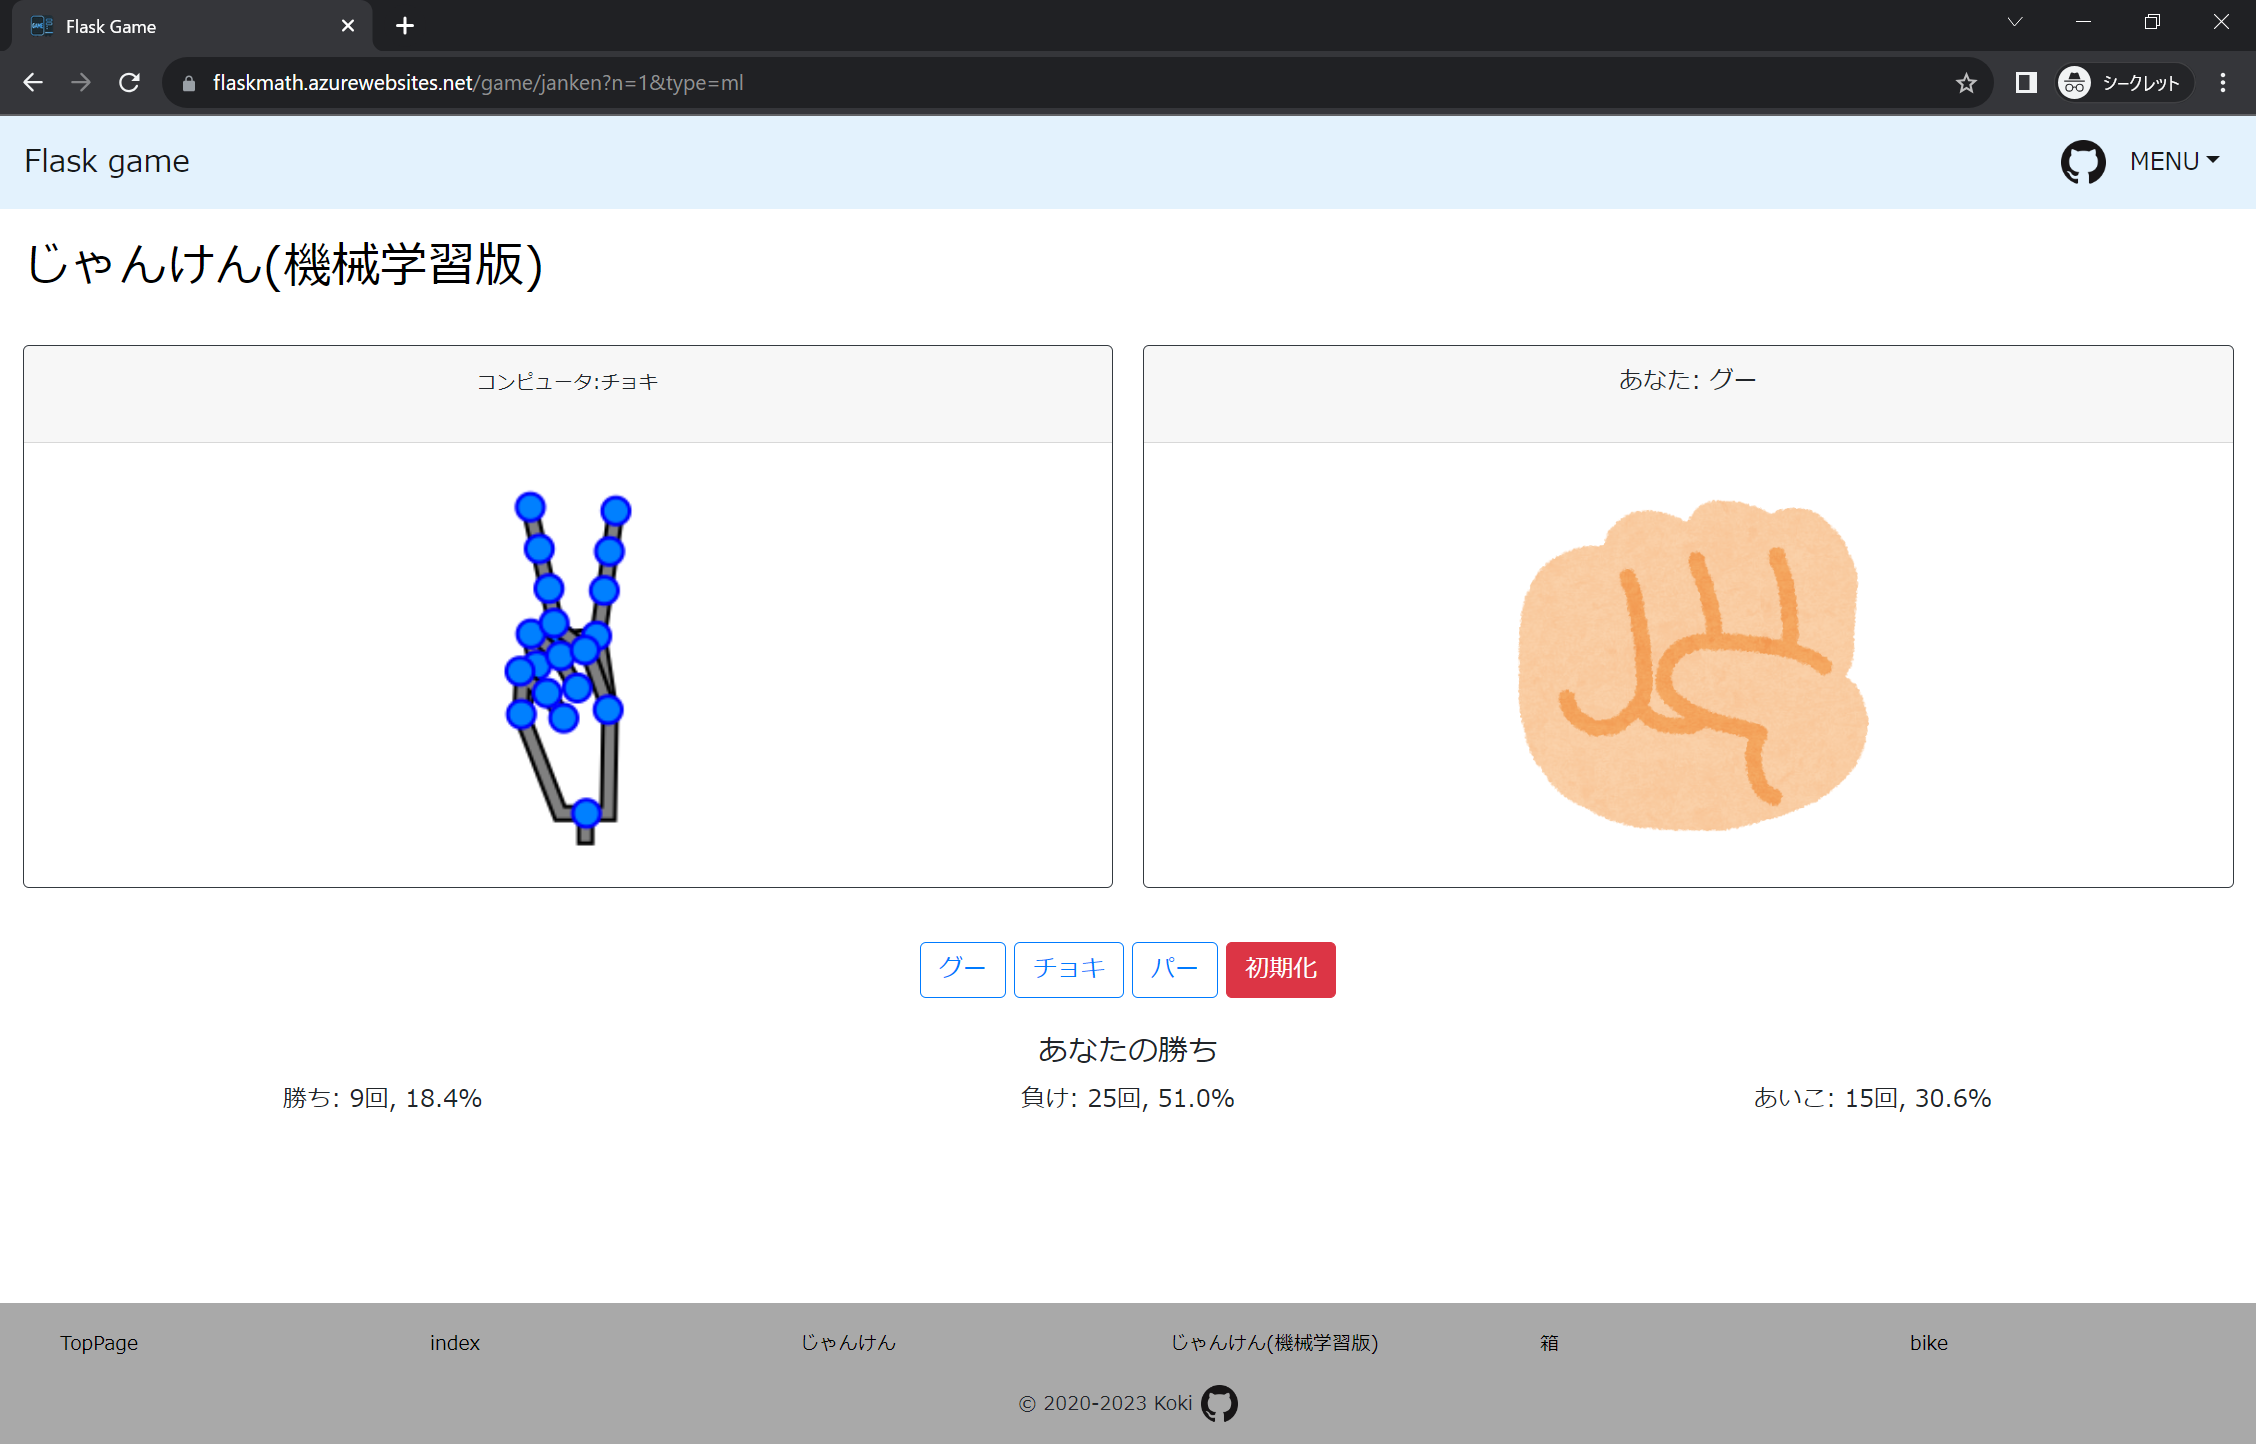 Flask Game
flaskmath.azurewebsites.net/game/janken?n=1&type=ml
シークレット
Flask game
MENU
じゃんけん(機械学習版)
コンピュータ:チョキ
あなた: グー
グー
チョキ
パー
初期化
あなたの勝ち
勝ち: 9回, 18.4%
負け: 25回, 51.0%
あいこ: 15回, 30.6%
TopPage
index
じゃんけん
じゃんけん(機械学習版)
箱
bike
© 2020-2023 Koki